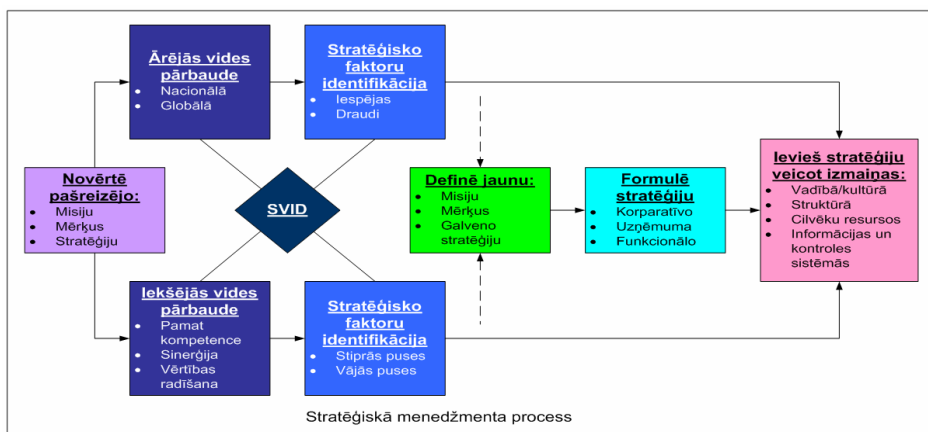 Ārējās vides
pārbaude
• Nacionālā
• Globālā
Stratēģisko
faktoru
identifikācija
• Iespējas
• Draudi
Novērtē
pašreizējo:
• Misiju
• Mērķus
• Stratēģiju
SVID
Definē jaunu:
• Misiju
• Mērķus
• Galveno
stratēģiju
Formulē
stratēģiju
• Korparatīvo
• Uzņēmuma
• Funkcionālo
Ievieš stratēģiju
veicot izmaiņas:
• Vadībā/kultūrā
• Struktūrā
• Cilvēku resursos
• Informācijas un
kontroles
sistēmās
Iekšējās vides
pārbaude
• Pamat
kompetence
• Sinerģija
• Vērtības
radīšana
Stratēģisko
faktoru
identifikācija
• Stiprās puses
• Vājās puses
Stratēģiskā menedžmenta process